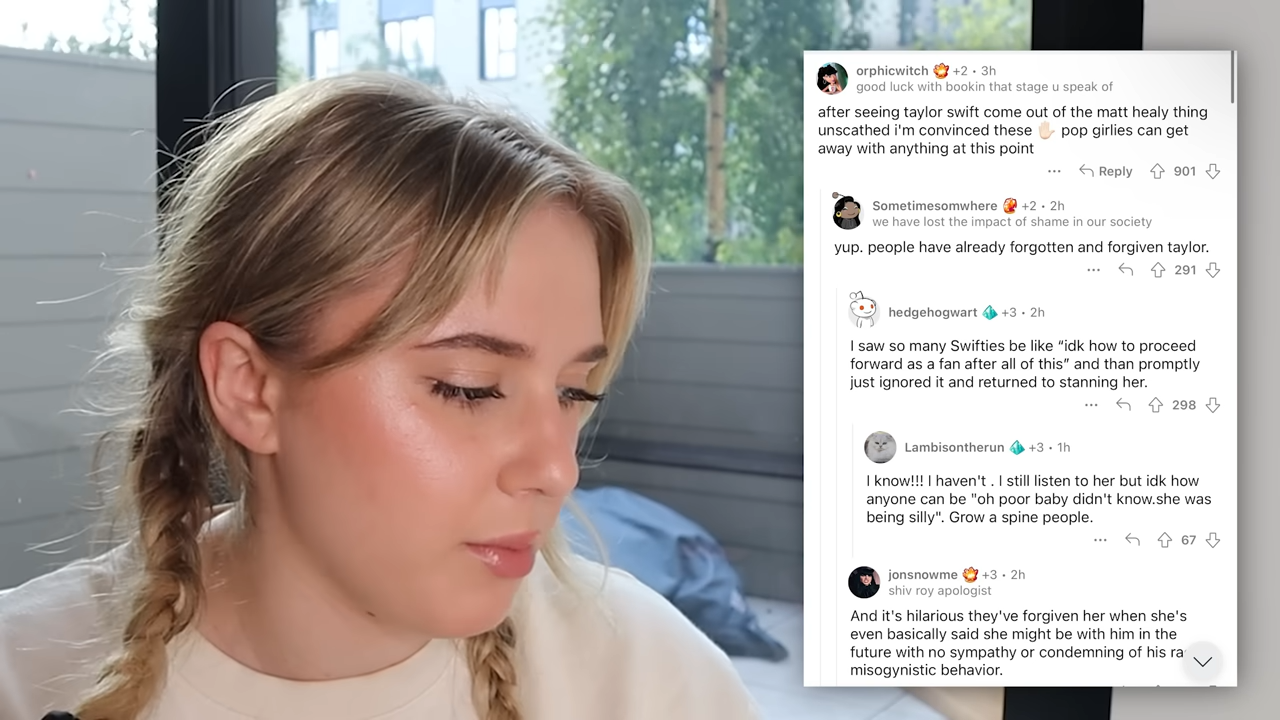 orphicwitch +2 • 3h
good luck with bookin that stage u speak of
after seeing taylor swift come out of the matt healy thing
unscathed i'm convinced these ✋🏻 pop girlies can get
away with anything at this point
Reply 901
Sometimesomwhere +2 • 2h
we have lost the impact of shame in our society
yup. people have already forgotten and forgiven taylor.
291
hedgehogwart +3 • 2h
I saw so many Swifties be like “idk how to proceed
forward as a fan after all of this” and than promptly
just ignored it and returned to stanning her.
298
Lambisontherun +3 • 1h
I know!!! I haven't . I still listen to her but idk how
anyone can be "oh poor baby didn't know.she was
being silly". Grow a spine people.
67
jonsnowme +3 • 2h
shiv roy apologist
And it's hilarious they've forgiven her when she's
even basically said she might be with him in the
future with no sympathy or condemning of his
misogynistic behavior.